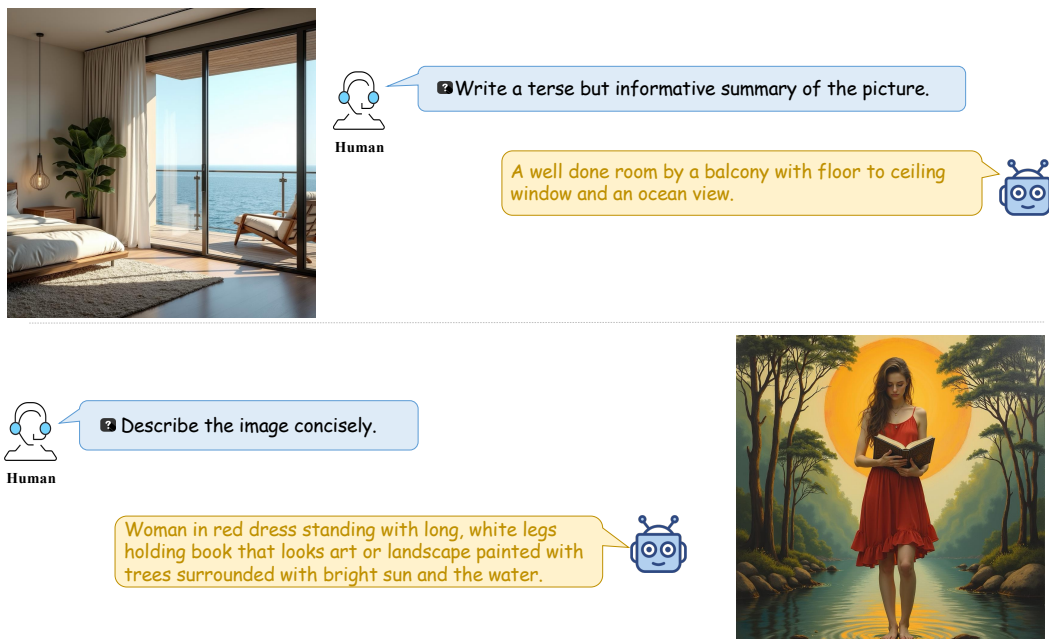 Write a terse but informative summary of the picture.
Human
A well done room by a balcony with floor to ceiling
window and an ocean view.
Describe the image concisely.
Human
Woman in red dress standing with long, white legs
holding book that looks art or landscape painted with
trees surrounded with bright sun and the water.